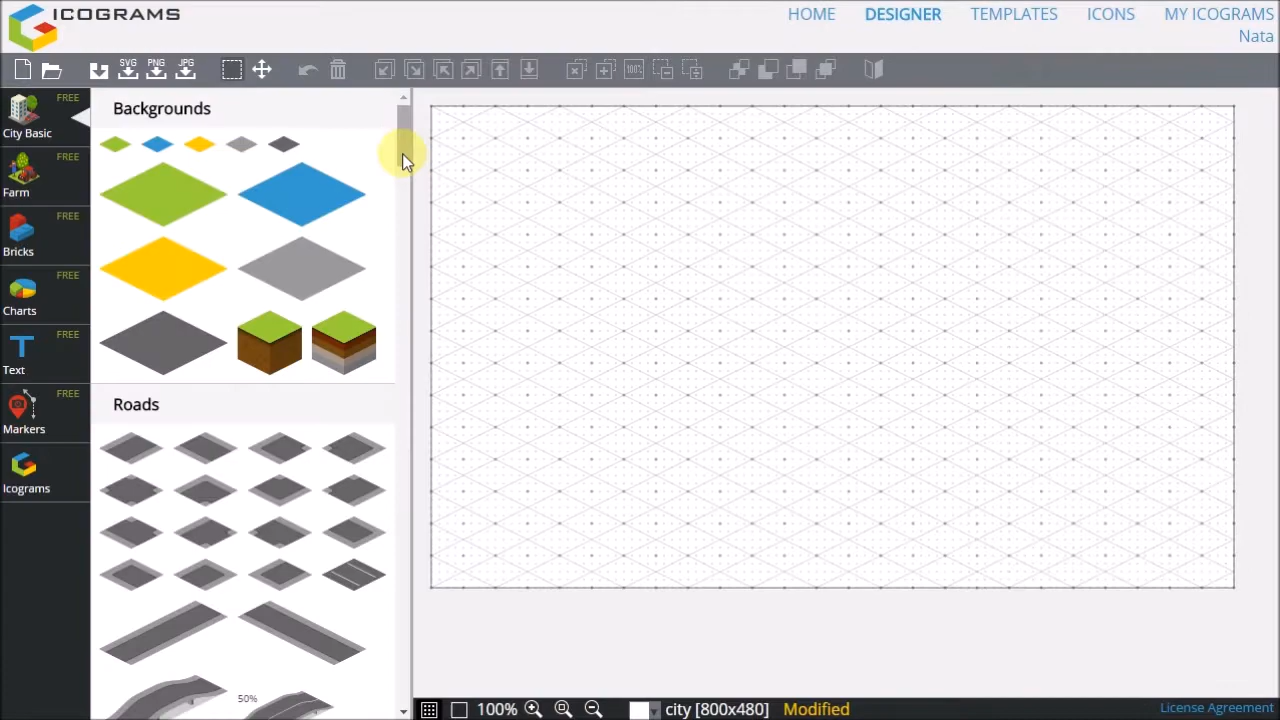 ICOGRAMS
HOME DESIGNER TEMPLATES ICONS MY ICOGRAMS
Nata
SVG PNG JPG
100%
FREE
City Basic
FREE
Farm
FREE
Bricks
FREE
Charts
FREE
T
Text
FREE
Markers
Icograms
Backgrounds
Roads
50%
100% city [800x480] Modified
License Agreement